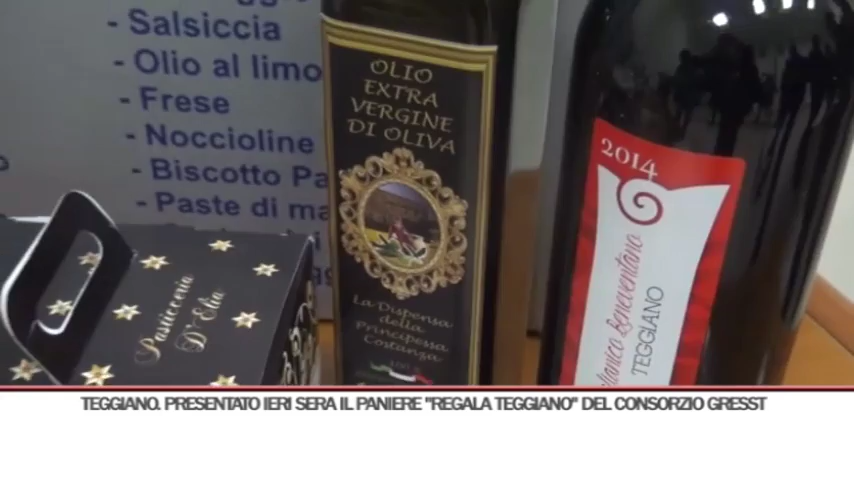 - Salsiccia
- Olio al limo
- Frese
- Noccioline
- Biscotto Pa
- Paste di ma
Pasticceria
D'Elia
OLIO
EXTRA
VERGINE
DI OLIVA
La Dispensa
della
Principessa
Costanza
2014
Beneventano
TEGGIANO
TEGGIANO. PRESENTATO IERI SERA IL PANIERE "REGALA TEGGIANO" DEL CONSORZIO GRESST